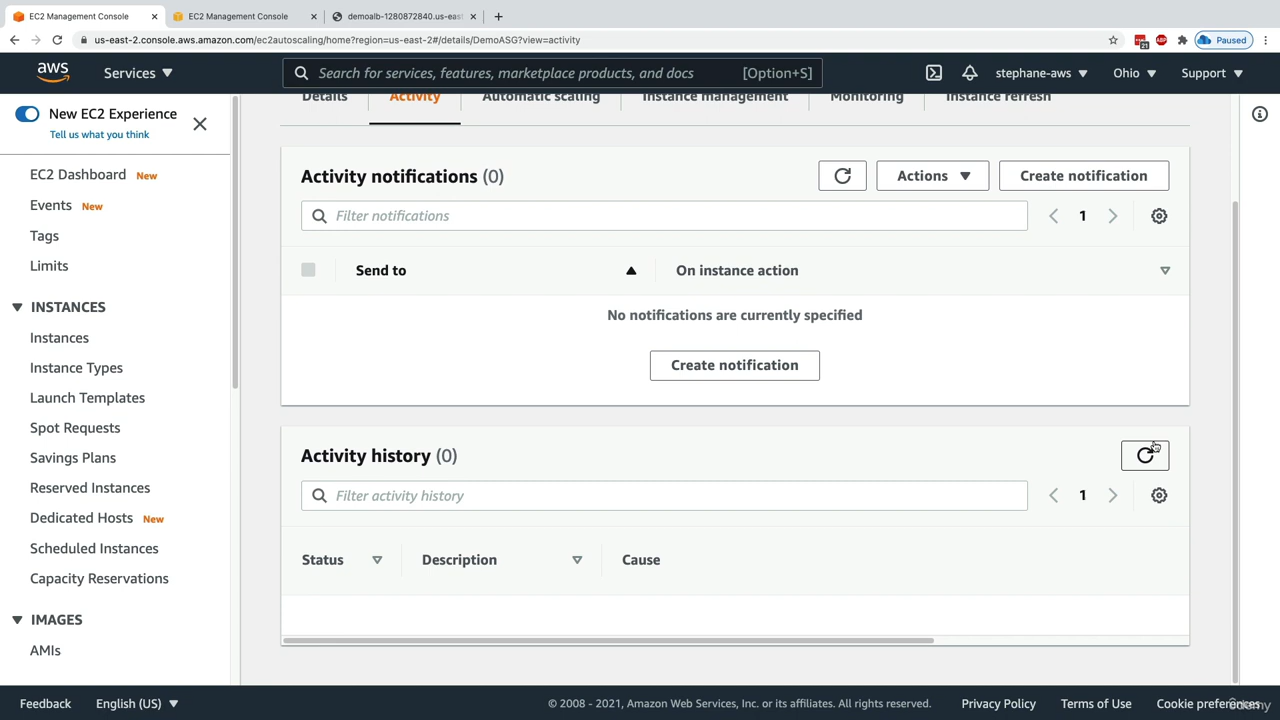 EC2 Management Console
EC2 Management Console
demoalb-1280872840.us-eas
us-east-2.console.aws.amazon.com/ec2autoscaling/home?region=us-east-2#/details/DemoASG?view=activity
21
ABP
Paused
aws
Services
Search for services, features, marketplace products, and docs
[Option+S]
stephane-aws
Ohio
Support
New EC2 Experience
Tell us what you think
EC2 Dashboard New
Events New
Tags
Limits
INSTANCES
Instances
Instance Types
Launch Templates
Spot Requests
Savings Plans
Reserved Instances
Dedicated Hosts New
Scheduled Instances
Capacity Reservations
IMAGES
AMIs
Details
Activity
Automatic scaling
Instance management
Monitoring
Instance refresh
Activity notifications (0)
Actions
Create notification
Filter notifications
1
Send to
On instance action
No notifications are currently specified
Create notification
Activity history (0)
Filter activity history
1
Status
Description
Cause
Feedback
English (US)
© 2008 - 2021, Amazon Web Services, Inc. or its affiliates. All rights reserved.
Privacy Policy
Terms of Use
Cookie preferences
Udemy